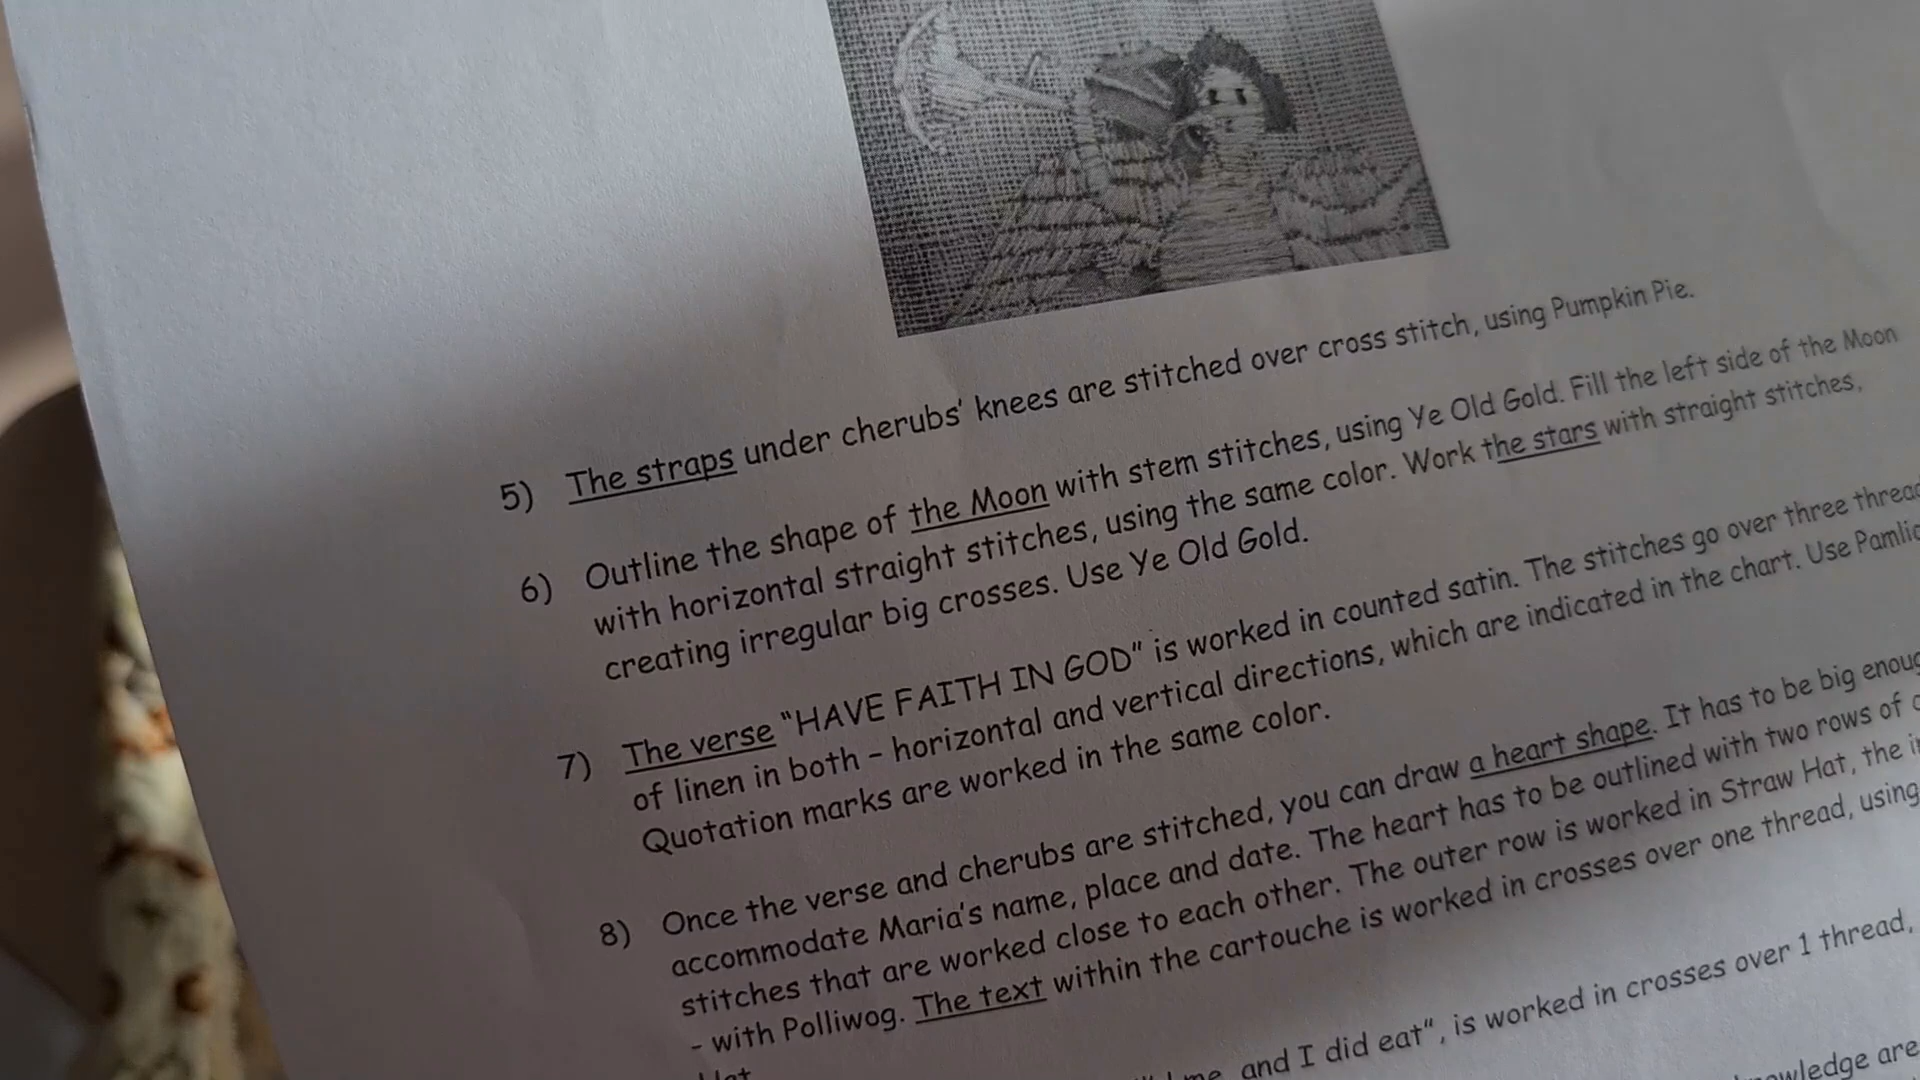 5) The straps under cherubs' knees are stitched over cross stitch, using Pumpkin Pie.
6) Outline the shape of the Moon with stem stitches, using Ye Old Gold. Fill the left side of the Moon
with horizontal straight stitches, using the same color. Work the stars with straight stitches,
creating irregular big crosses. Use Ye Old Gold.
7) The verse "HAVE FAITH IN GOD" is worked in counted satin. The stitches go over three
of linen in both - horizontal and vertical directions, which are indicated in the chart. Use
Quotation marks are worked in the same color.
8) Once the verse and cherubs are stitched, you can draw a heart shape. It has to be big
accommodate Maria's name, place and date. The heart has to be outlined with two rows of
stitches that are worked close to each other. The outer row is worked in Straw Hat, the
- with Polliwog. The text within the cartouche is worked in crosses over one thread, using
and I did eat", is worked in crosses over 1 thread,
are